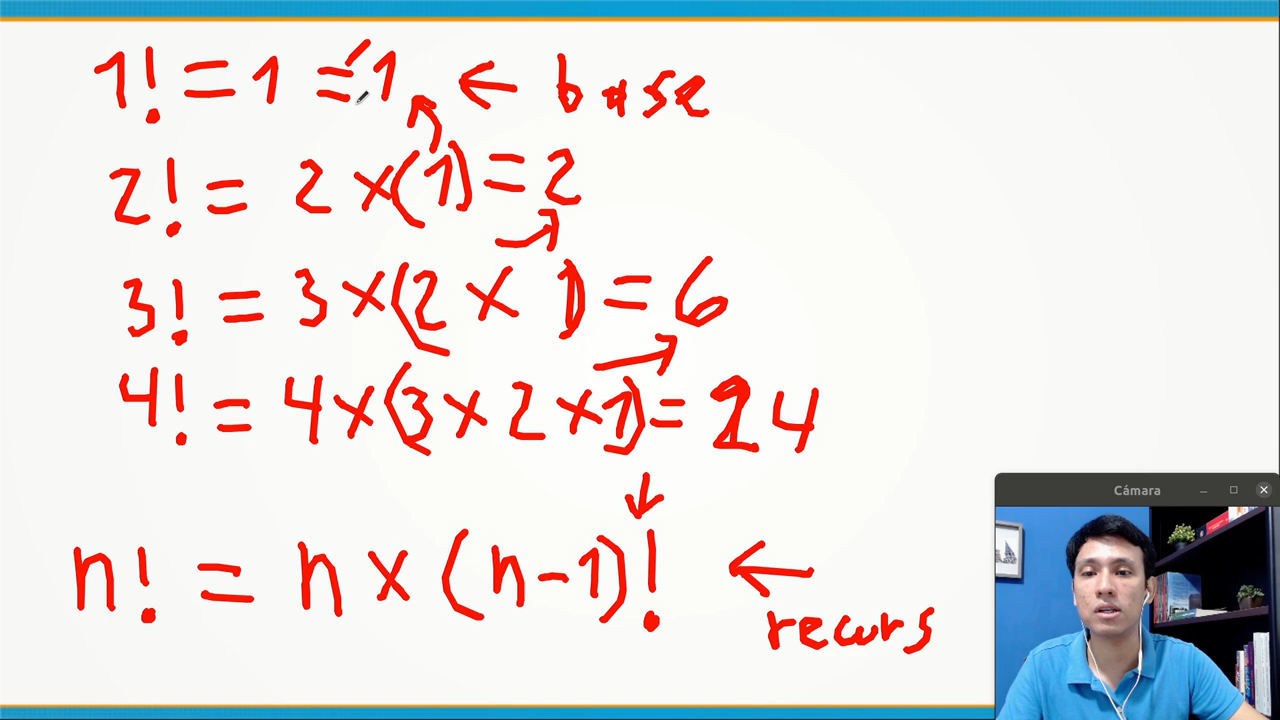 1! = 1 = 1 ← base
2! = 2 x (1) = 2
3! = 3 x (2 x 1) = 6
4! = 4 x (3 x 2 x 1) = 24
n! = n x (n-1)! ←
recurs
Cámara